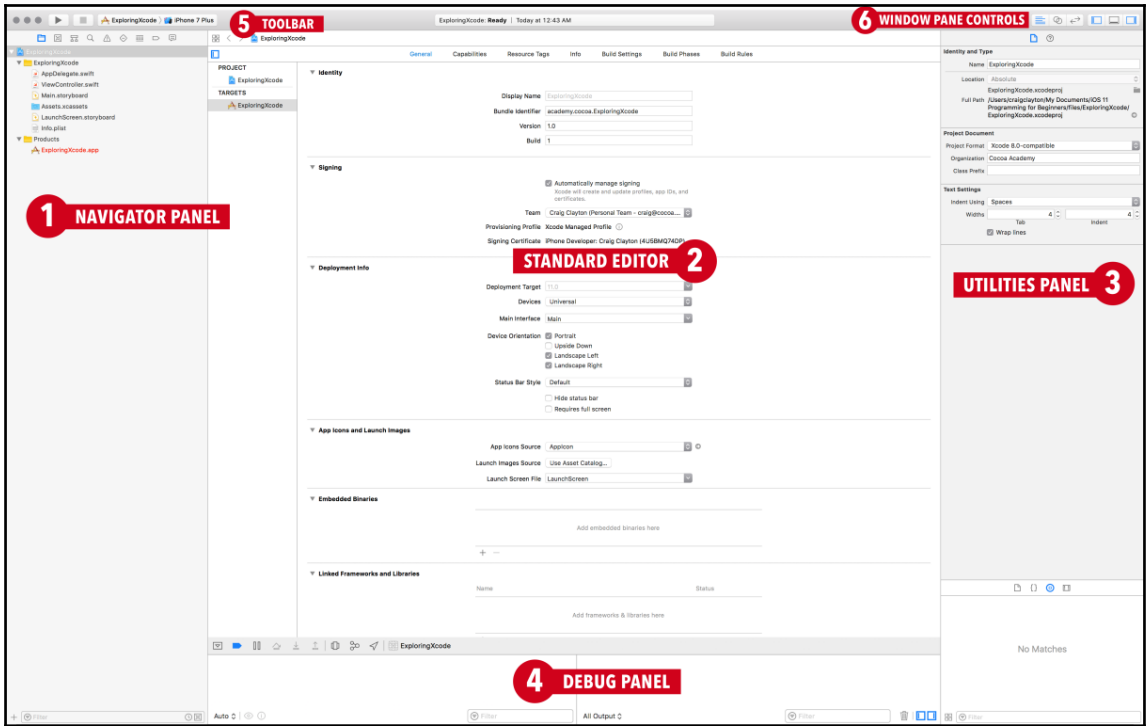 ExploringXcode
iPhone 7 Plus
5 TOOLBAR
ExploringXcode: Ready | Today at 12:43 AM
6 WINDOW PANE CONTROLS
ExploringXcode
ExploringXcode
AppDelegate.swift
ViewController.swift
Main.storyboard
Assets.xcassets
LaunchScreen.storyboard
Info.plist
Products
ExploringXcode.app
1 NAVIGATOR PANEL
Filter
ExploringXcode
General Capabilities Resource Tags Info Build Settings Build Phases Build Rules
PROJECT
ExploringXcode
TARGETS
ExploringXcode
Identity
Display Name ExploringXcode
Bundle Identifier academy.cocoa.ExploringXcode
Version 1.0
Build 1
Signing
Automatically manage signing
Xcode will create and update profiles, app IDs, and
certificates.
Team Craig Clayton (Personal Team - craig@cocoa....
Provisioning Profile Xcode Managed Profile
Signing Certificate iPhone Developer: Craig Clayton (4U5BMQ74DP)
STANDARD EDITOR 2
Deployment Info
Deployment Target 11.0
Devices Universal
Main Interface Main
Device Orientation Portrait
Upside Down
Landscape Left
Landscape Right
Status Bar Style Default
Hide status bar
Requires full screen
App Icons and Launch Images
App Icons Source AppIcon
Launch Images Source Use Asset Catalog...
Launch Screen File LaunchScreen
Embedded Binaries
Add embedded binaries here
Linked Frameworks and Libraries
Name Status
Add frameworks & libraries here
ExploringXcode
4 DEBUG PANEL
Auto
Filter
All Output
Filter
Identity and Type
Name ExploringXcode
Location Absolute
ExploringXcode.xcodeproj
Full Path /Users/craigclayton/My Documents/iOS 11
Programming for Beginners/files/ExploringXcode/
ExploringXcode.xcodeproj
Project Document
Project Format Xcode 8.0-compatible
Organization Cocoa Academy
Class Prefix
Text Settings
Indent Using Spaces
Widths 4 4
Tab Indent
Wrap lines
UTILITIES PANEL 3
No Matches
Filter